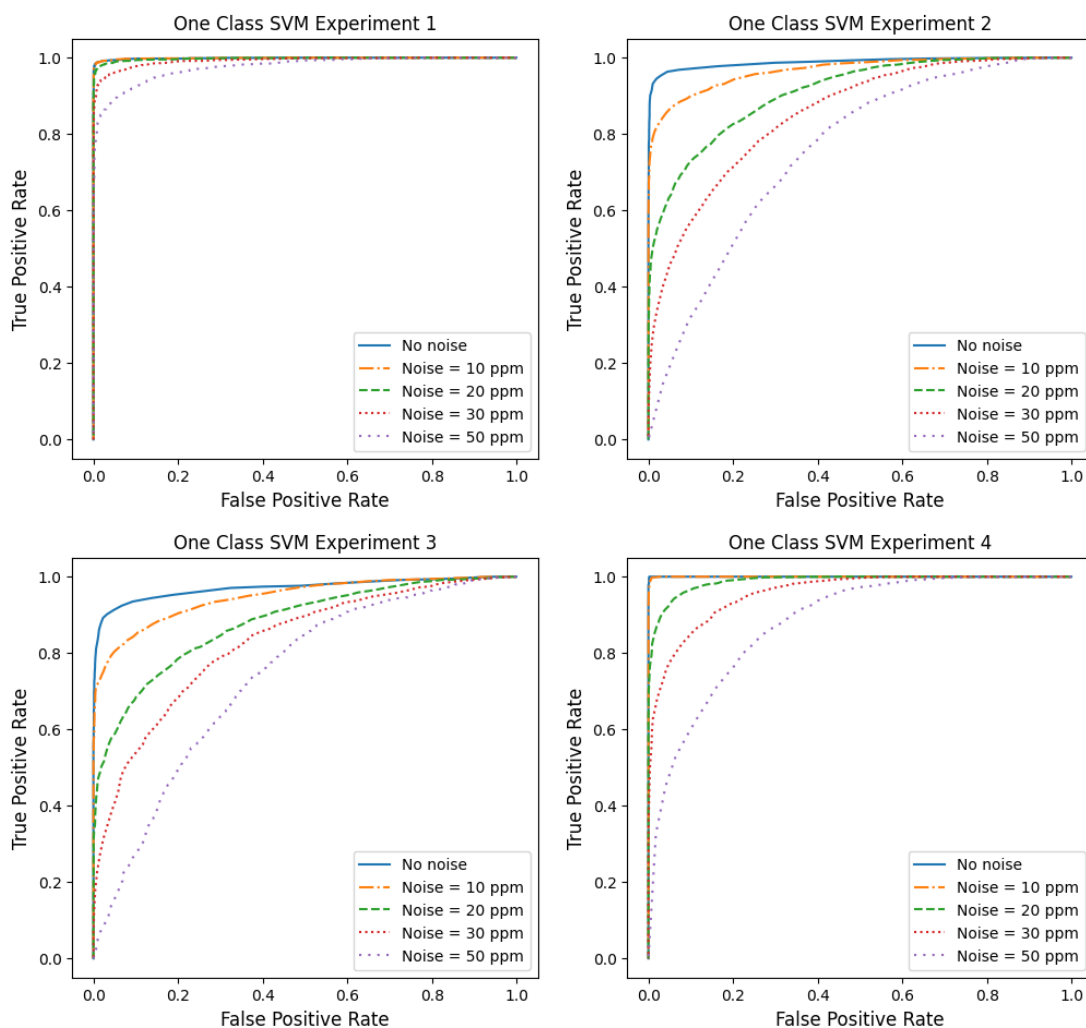 One Class SVM Experiment 1
True Positive Rate
1.0
0.8
0.6
0.4
0.2
0.0
No noise
Noise = 10 ppm
Noise = 20 ppm
Noise = 30 ppm
Noise = 50 ppm
0.0 0.2 0.4 0.6 0.8 1.0
False Positive Rate
One Class SVM Experiment 2
True Positive Rate
1.0
0.8
0.6
0.4
0.2
0.0
No noise
Noise = 10 ppm
Noise = 20 ppm
Noise = 30 ppm
Noise = 50 ppm
0.0 0.2 0.4 0.6 0.8 1.0
False Positive Rate
One Class SVM Experiment 3
True Positive Rate
1.0
0.8
0.6
0.4
0.2
0.0
No noise
Noise = 10 ppm
Noise = 20 ppm
Noise = 30 ppm
Noise = 50 ppm
0.0 0.2 0.4 0.6 0.8 1.0
False Positive Rate
One Class SVM Experiment 4
True Positive Rate
1.0
0.8
0.6
0.4
0.2
0.0
No noise
Noise = 10 ppm
Noise = 20 ppm
Noise = 30 ppm
Noise = 50 ppm
0.0 0.2 0.4 0.6 0.8 1.0
False Positive Rate